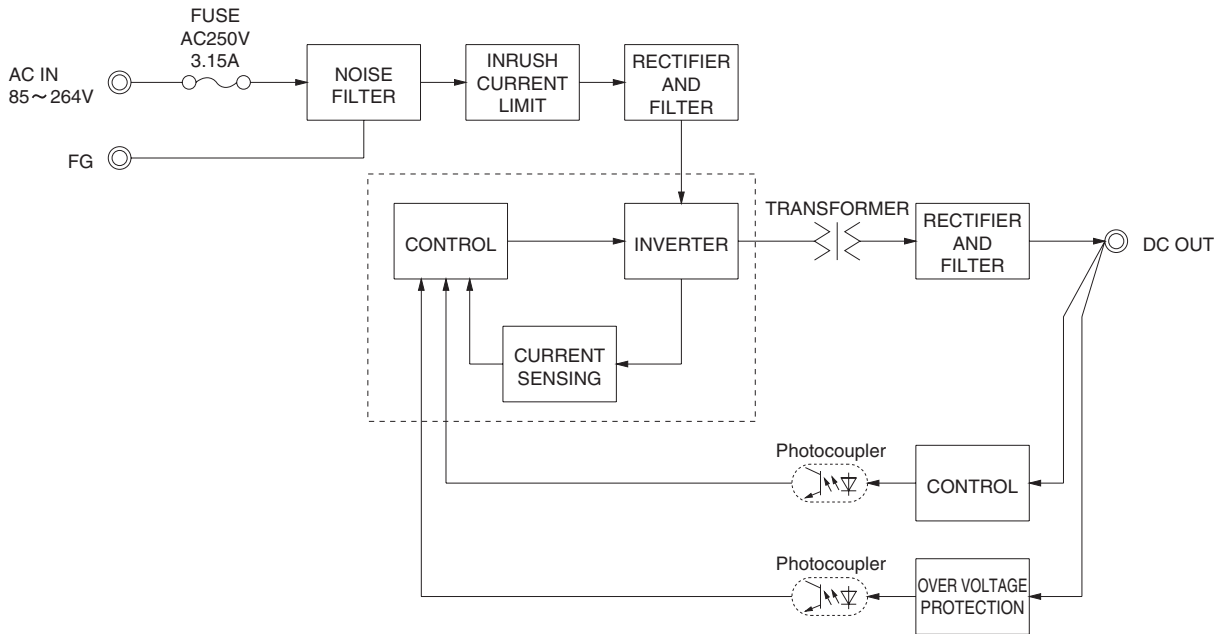 FUSE
AC250V
3.15A
AC IN
85～264V
NOISE
FILTER
INRUSH
CURRENT
LIMIT
RECTIFIER
AND
FILTER
FG
CONTROL
INVERTER
TRANSFORMER
RECTIFIER
AND
FILTER
DC OUT
CURRENT
SENSING
Photocoupler
CONTROL
Photocoupler
OVER VOLTAGE
PROTECTION